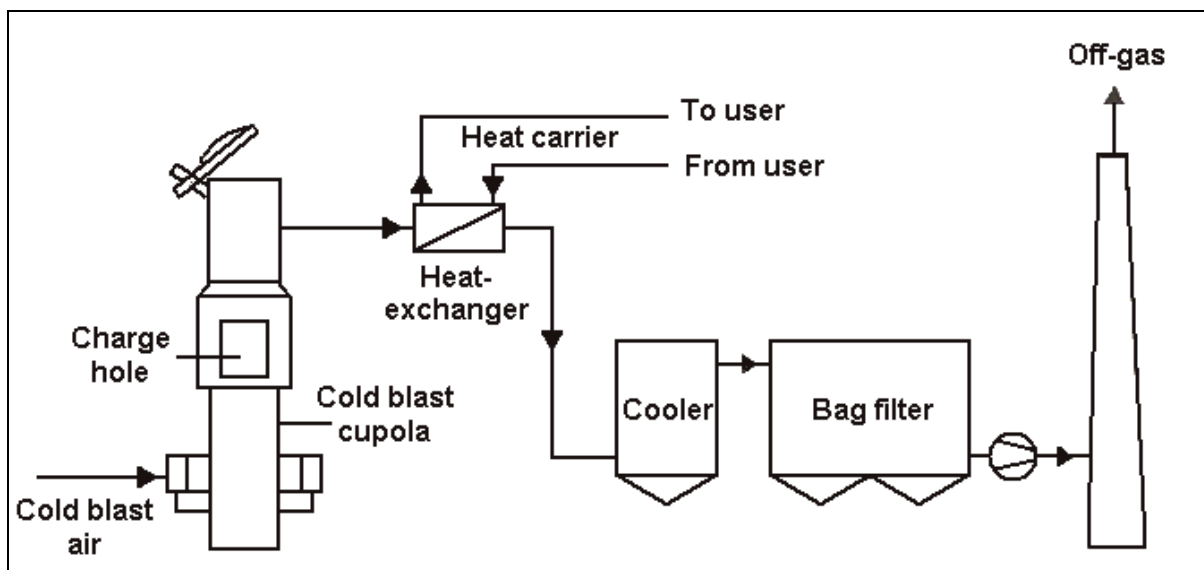 Off-gas
To user
Heat carrier
From user
Heat-
exchanger
Charge
hole
Cold blast
cupola
Cooler
Bag filter
Cold blast
air